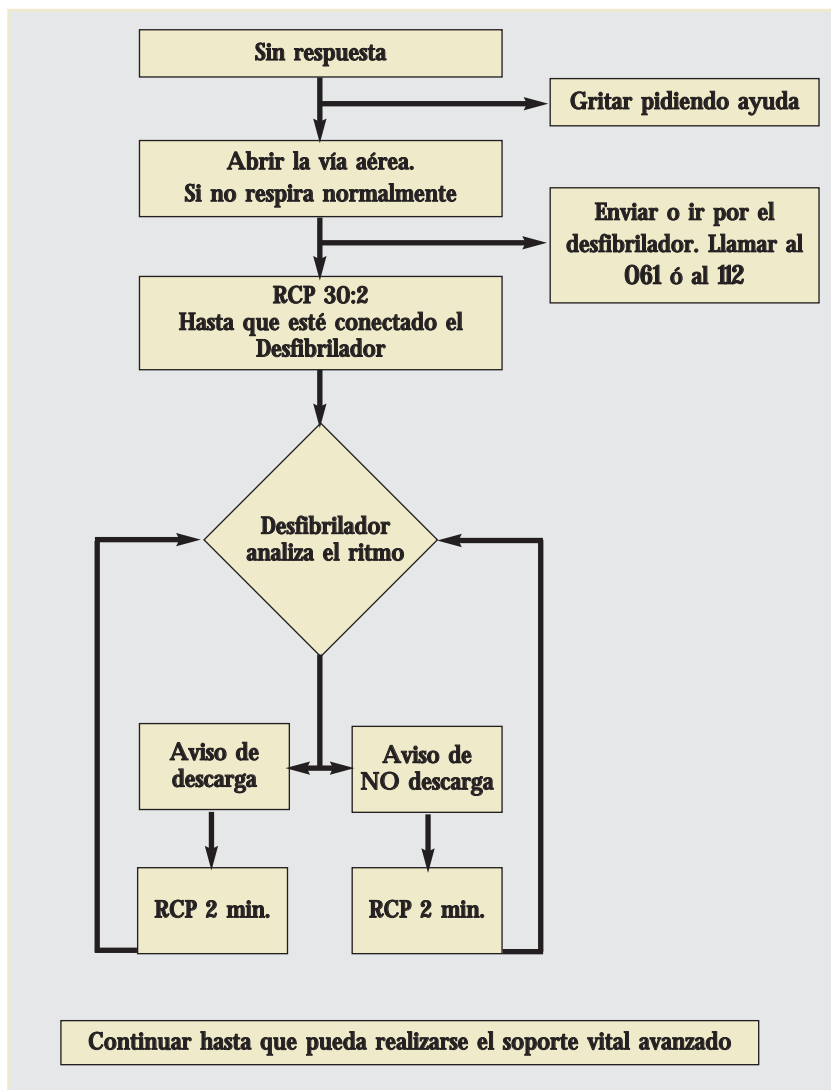 Sin respuesta
Gritar pidiendo ayuda
Abrir la vía aérea.
Si no respira normalmente
Enviar o ir por el
desfibrilador. Llamar al
061 ó al 112
RCP 30:2
Hasta que esté conectado el
Desfibrilador
Desfibrilador
analiza el ritmo
Aviso de
descarga
Aviso de
NO descarga
RCP 2 min.
RCP 2 min.
Continuar hasta que pueda realizarse el soporte vital avanzado